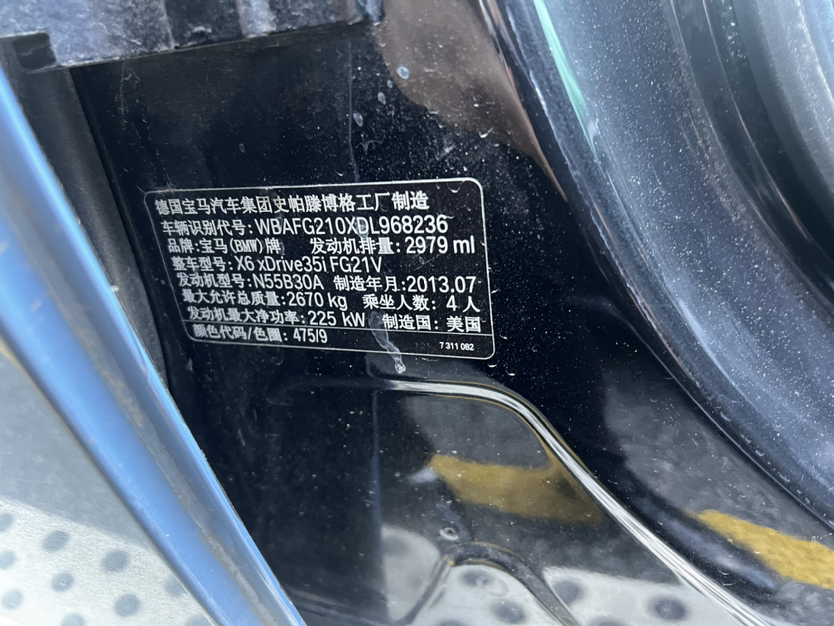 德国宝马汽车集团史帕滕博格工厂制造
车辆识别代号: WBAFG210XDL968236
品牌: 宝马(BMW)牌 发动机排量: 2979 ml
整车型号: X6 xDrive35i FG21V
发动机型号: N55B30A 制造年月: 2013.07
最大允许总质量: 2670 kg 乘坐人数: 4 人
发动机最大净功率: 225 kW 制造国: 美国
颜色代码/色圈: 475/9
7 311 082